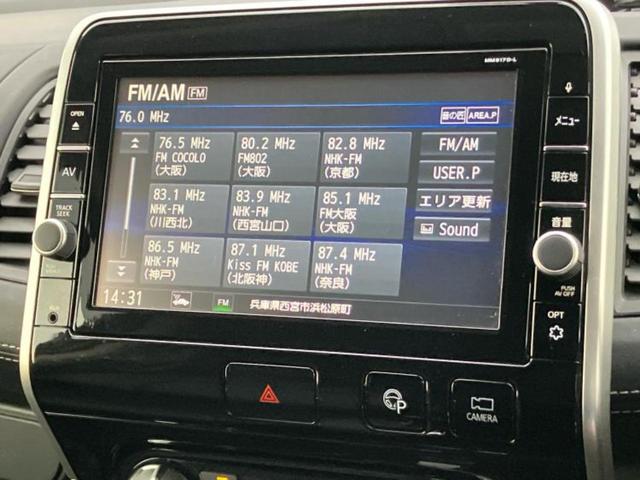 MM517D-L
FM/AM FM
76.0 MHz
音の匠 AREA.P
76.5 MHz
FM COCOLO
(大阪)
80.2 MHz
FM802
(大阪)
82.8 MHz
NHK-FM
(京都)
83.1 MHz
NHK-FM
(川西北)
83.9 MHz
NHK-FM
(西宮山口)
85.1 MHz
FM大阪
(大阪)
86.5 MHz
NHK-FM
(神戸)
87.1 MHz
Kiss FM KOBE
(北阪神)
87.4 MHz
NHK-FM
(奈良)
FM/AM
USER.P
エリア更新
Sound
14:31
FM
兵庫県西宮市浜松原町
OPEN
AV
TRACK
SEEK
メニュー
現在地
音量
PUSH
AV OFF
OPT
P
CAMERA